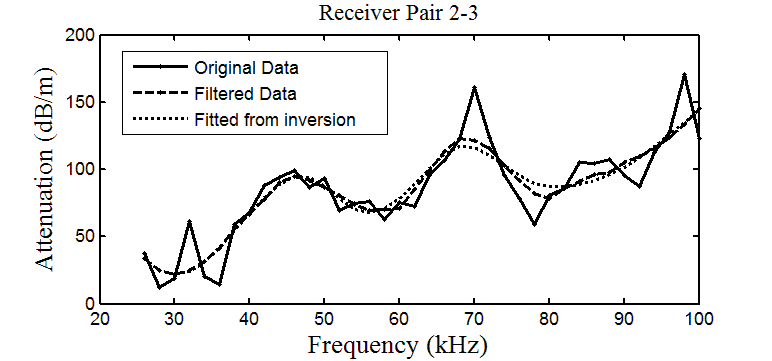 Receiver Pair 2-3
Attenuation (dB/m)
200
150
100
50
0
Original Data
Filtered Data
Fitted from inversion
20 30 40 50 60 70 80 90 100
Frequency (kHz)